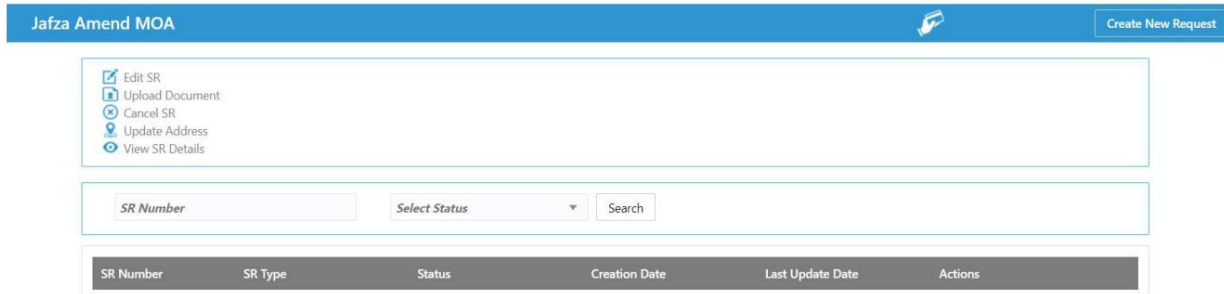 Jafza Amend MOA Create New Request
Edit SR
Upload Document
Cancel SR
Update Address
View SR Details
SR Number Select Status Search
SR Number SR Type Status Creation Date Last Update Date Actions